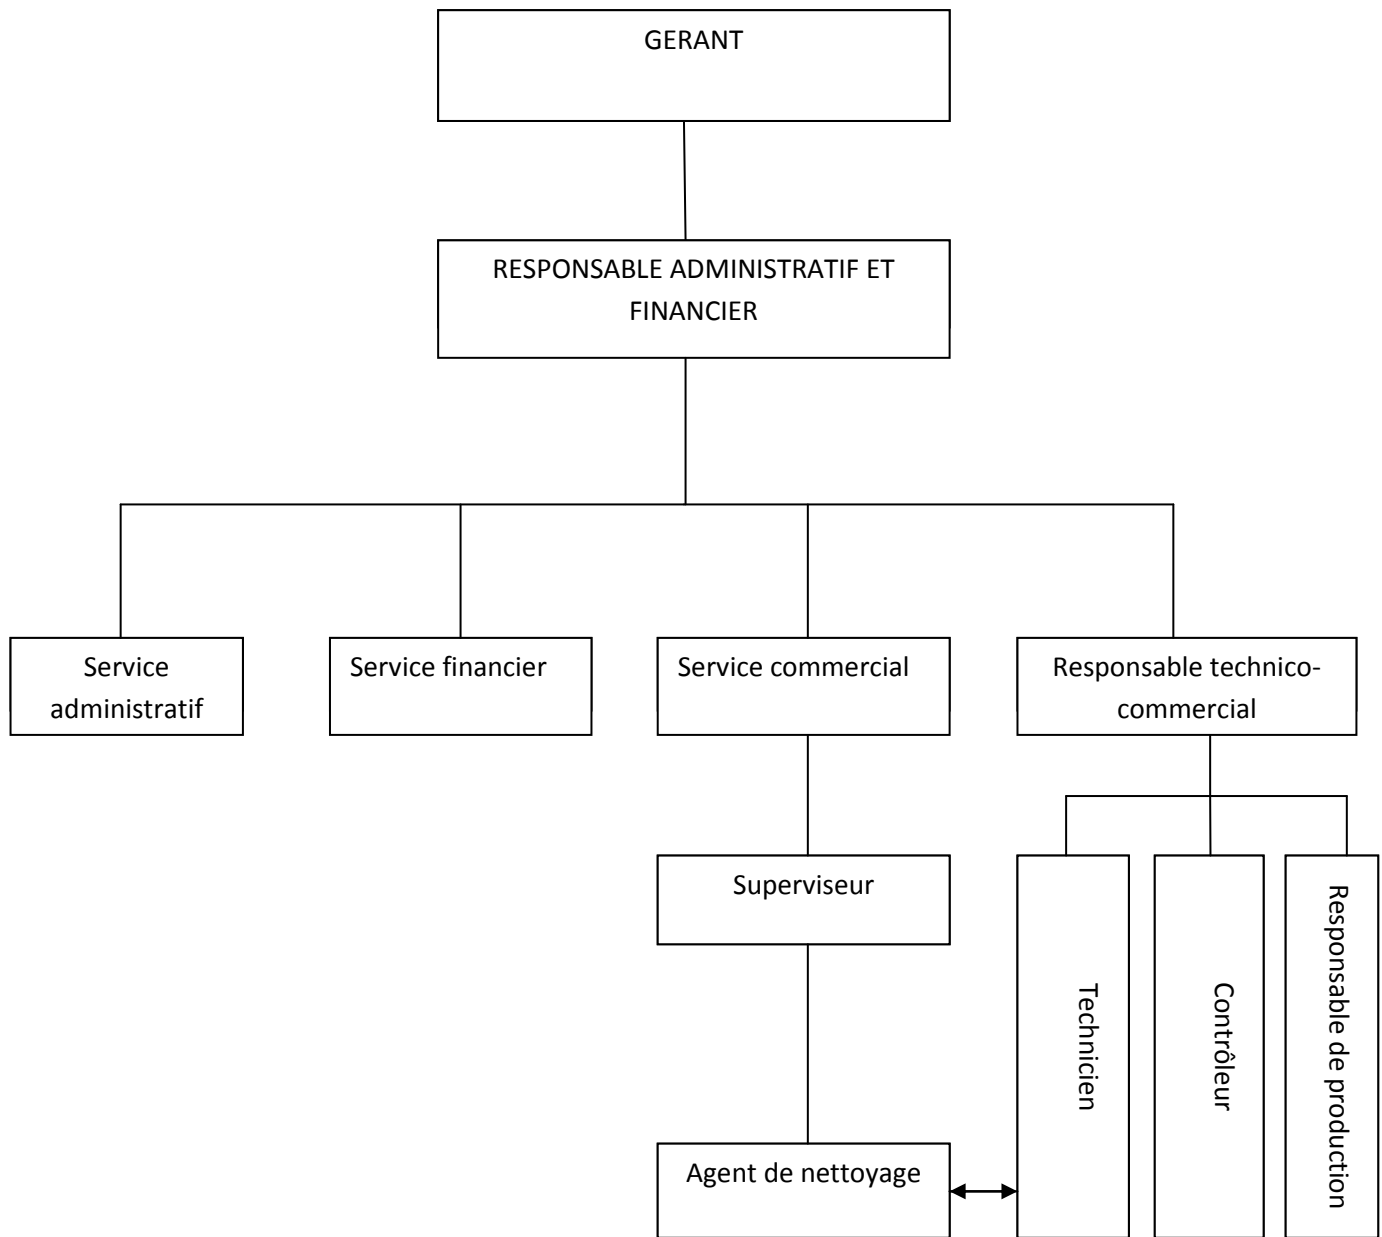 GERANT
RESPONSABLE ADMINISTRATIF ET
FINANCIER
Service
administratif
Service financier
Service commercial
Responsable technico-
commercial
Superviseur
Technicien
Contrôleur
Responsable de production
Agent de nettoyage